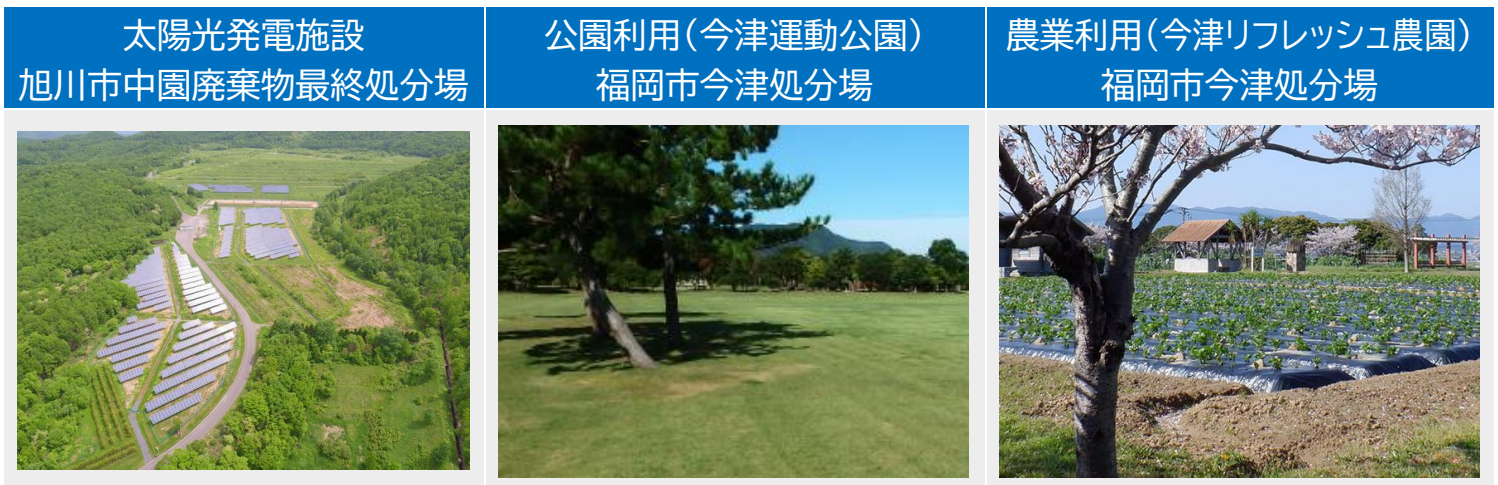 太陽光発電施設
旭川市中園廃棄物最終処分場
公園利用（今津運動公園）
福岡市今津処分場
農業利用（今津リフレッシュ農園）
福岡市今津処分場